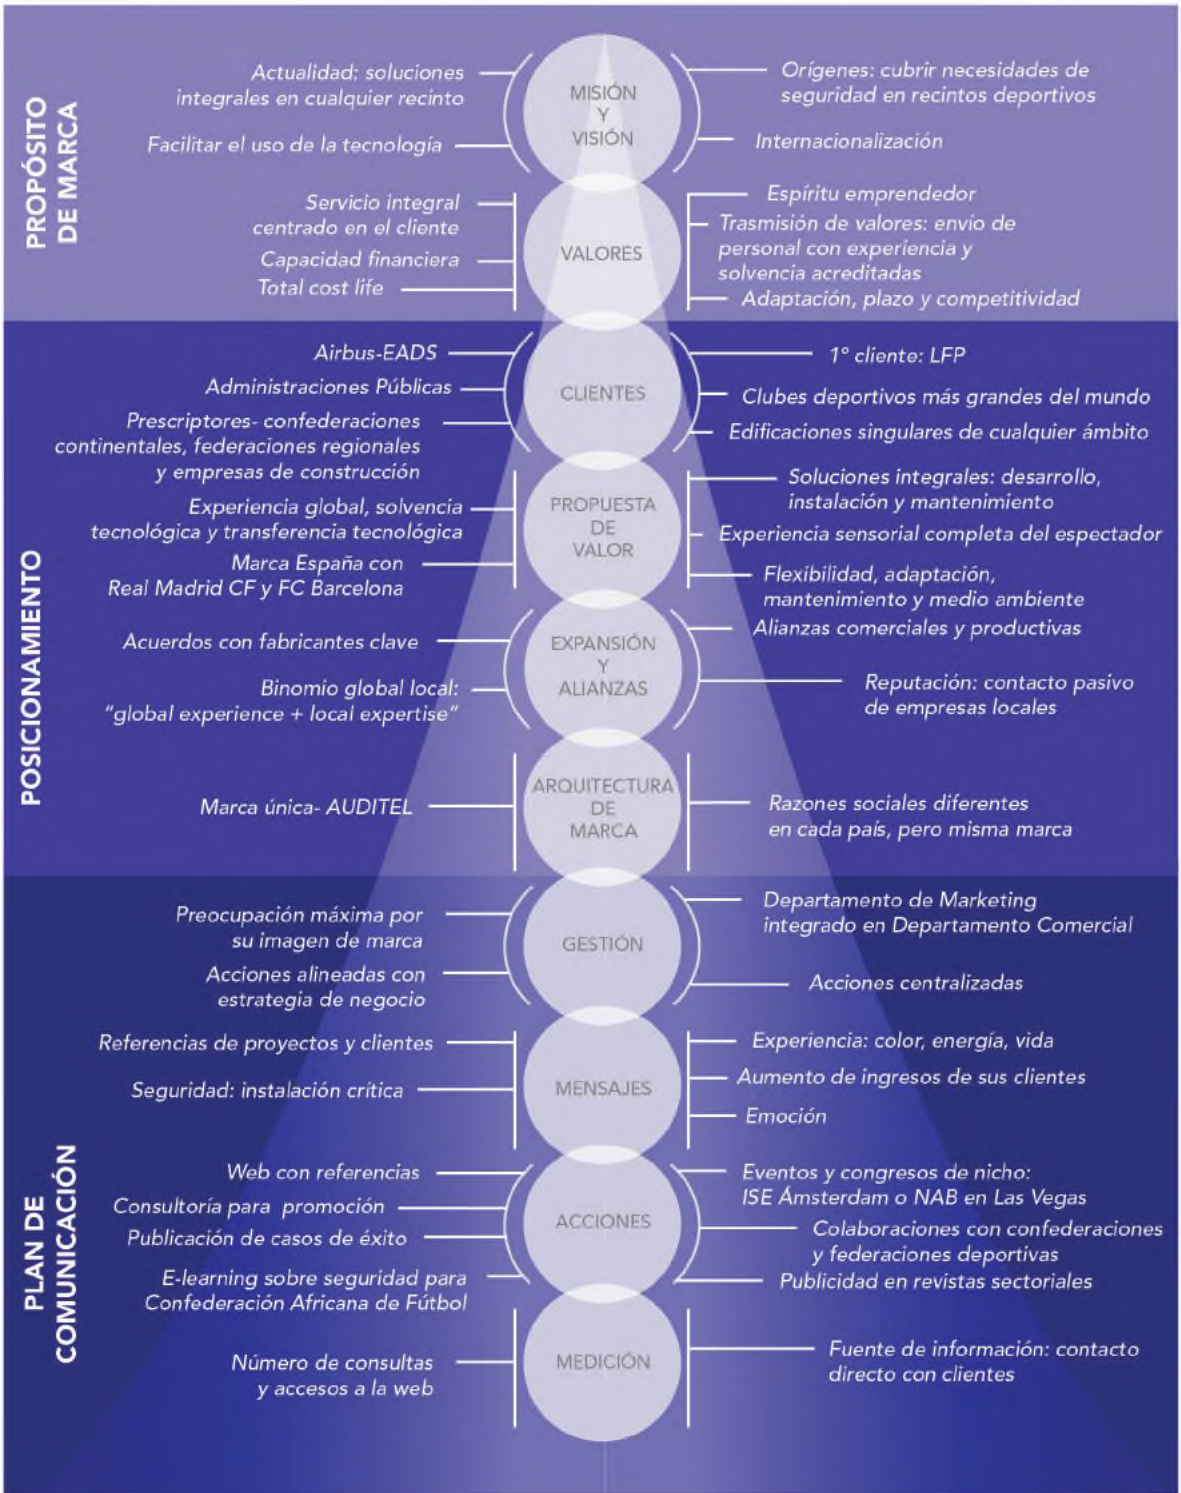 PROPÓSITO
DE MARCA
Actualidad: soluciones
integrales en cualquier recinto
Facilitar el uso de la tecnología
MISIÓN
Y
VISIÓN
Orígenes: cubrir necesidades de
seguridad en recintos deportivos
Internacionalización
Servicio integral
centrado en el cliente
Capacidad financiera
Total cost life
VALORES
Espíritu emprendedor
Trasmisión de valores: envío de
personal con experiencia y
solvencia acreditadas
Adaptación, plazo y competitividad
POSICIONAMIENTO
Airbus-EADS
Administraciones Públicas
Prescriptores- confederaciones
continentales, federaciones regionales
y empresas de construcción
CLIENTES
1º cliente: LFP
Clubes deportivos más grandes del mundo
Edificaciones singulares de cualquier ámbito
Experiencia global, solvencia
tecnológica y transferencia tecnológica
Marca España con
Real Madrid CF y FC Barcelona
PROPUESTA
DE
VALOR
Soluciones integrales: desarrollo,
instalación y mantenimiento
Experiencia sensorial completa del espectador
Flexibilidad, adaptación,
mantenimiento y medio ambiente
Acuerdos con fabricantes clave
Binomio global local:
“global experience + local expertise”
EXPANSIÓN
Y
ALIANZAS
Alianzas comerciales y productivas
Reputación: contacto pasivo
de empresas locales
Marca única- AUDITEL
ARQUITECTURA
DE
MARCA
Razones sociales diferentes
en cada país, pero misma marca
PLAN DE
COMUNICACIÓN
Preocupación máxima por
su imagen de marca
Acciones alineadas con
estrategia de negocio
GESTIÓN
Departamento de Marketing
integrado en Departamento Comercial
Acciones centralizadas
Referencias de proyectos y clientes
Seguridad: instalación crítica
MENSAJES
Experiencia: color, energía, vida
Aumento de ingresos de sus clientes
Emoción
Web con referencias
Consultoría para promoción
Publicación de casos de éxito
E-learning sobre seguridad para
Confederación Africana de Fútbol
ACCIONES
Eventos y congresos de nicho:
ISE Ámsterdam o NAB en Las Vegas
Colaboraciones con confederaciones
y federaciones deportivas
Publicidad en revistas sectoriales
Número de consultas
y accesos a la web
MEDICIÓN
Fuente de información: contacto
directo con clientes